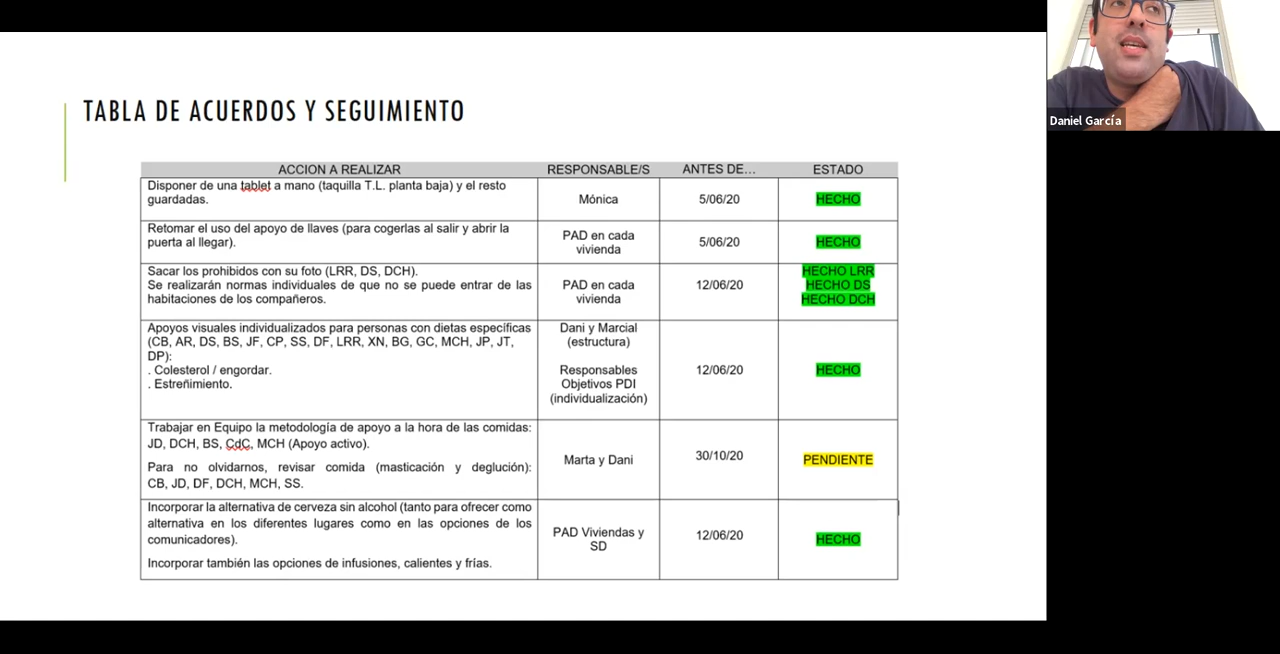 TABLA DE ACUERDOS Y SEGUIMIENTO
ACCION A REALIZAR RESPONSABLE/S ANTES DE... ESTADO
Disponer de una tablet a mano (taquilla T.L. planta baja) y el resto
guardadas.
Mónica
5/06/20
HECHO
Retomar el uso del apoyo de llaves (para cogerlas al salir y abrir la
puerta al llegar).
PAD en cada
vivienda
5/06/20
HECHO
Sacar los prohibidos con su foto (LRR, DS, DCH).
Se realizarán normas individuales de que no se puede entrar de las
habitaciones de los compañeros.
PAD en cada
vivienda
12/06/20
HECHO LRR
HECHO DS
HECHO DCH
Apoyos visuales individualizados para personas con dietas específicas
(CB, AR, DS, BS, JF, CP, SS, DF, LRR, XN, BG, GC, MCH, JP, JT,
DP):
. Colesterol / engordar.
. Estreñimiento.
Dani y Marcial
(estructura)
Responsables
Objetivos PDI
(individualización)
12/06/20
HECHO
Trabajar en Equipo la metodología de apoyo a la hora de las comidas:
JD, DCH, BS, CdC, MCH (Apoyo activo).
Para no olvidarnos, revisar comida (masticación y deglución):
CB, JD, DF, DCH, MCH, SS.
Marta y Dani
30/10/20
PENDIENTE
Incorporar la alternativa de cerveza sin alcohol (tanto para ofrecer como
alternativa en los diferentes lugares como en las opciones de los
comunicadores).
Incorporar también las opciones de infusiones, calientes y frías.
PAD Viviendas y
SD
12/06/20
HECHO
Daniel García